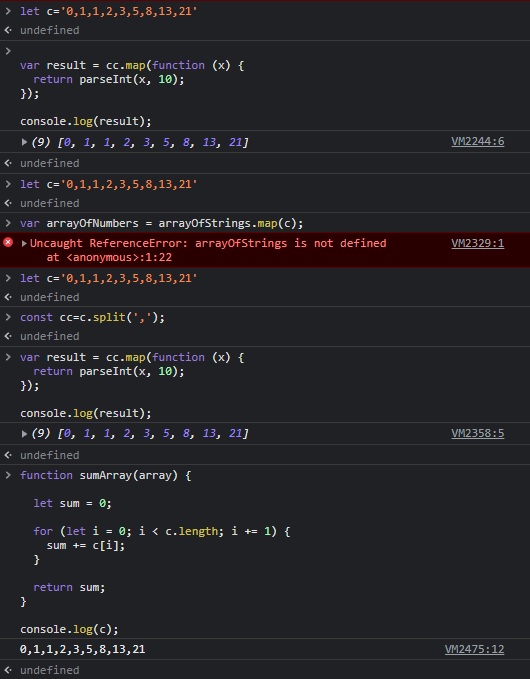 let c='0,1,1,2,3,5,8,13,21'
undefined
var result = cc.map(function (x) {
return parseInt(x, 10);
});
console.log(result);
(9) [0, 1, 1, 2, 3, 5, 8, 13, 21] VM2244:6
undefined
let c='0,1,1,2,3,5,8,13,21'
undefined
var arrayOfNumbers = arrayOfStrings.map(c);
Uncaught ReferenceError: arrayOfStrings is not defined VM2329:1
at <anonymous>:1:22
let c='0,1,1,2,3,5,8,13,21'
undefined
const cc=c.split(',');
undefined
var result = cc.map(function (x) {
return parseInt(x, 10);
});
console.log(result);
(9) [0, 1, 1, 2, 3, 5, 8, 13, 21] VM2358:5
undefined
function sumArray(array) {
let sum = 0;
for (let i = 0; i < c.length; i += 1) {
sum += c[i];
}
return sum;
}
console.log(c);
0,1,1,2,3,5,8,13,21 VM2475:12
undefined